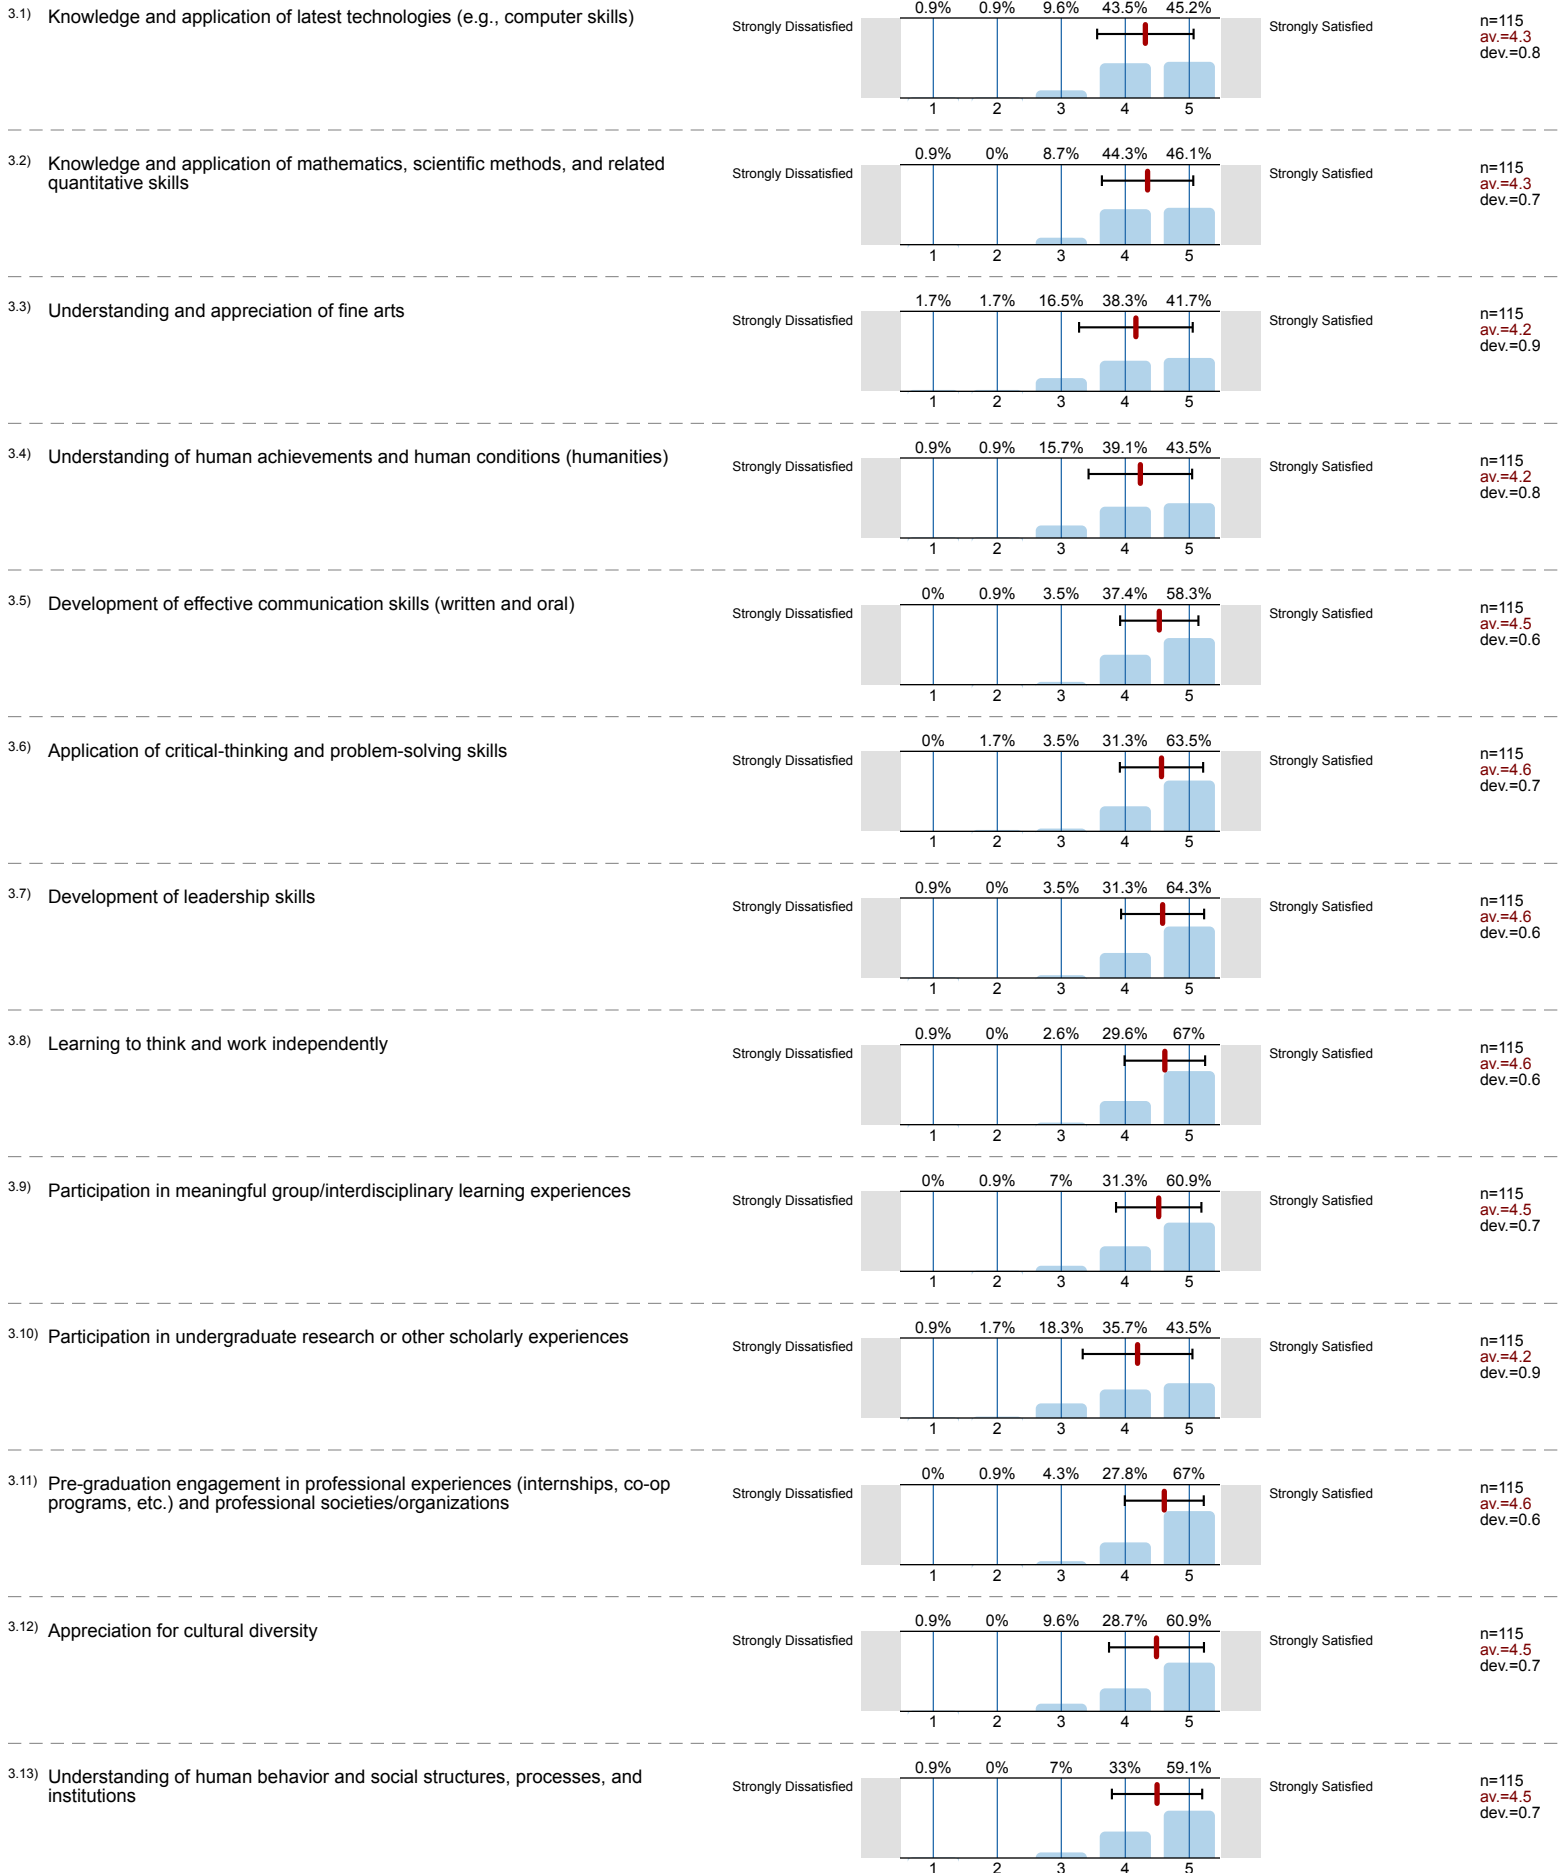 3.1) Knowledge and application of latest technologies (e.g., computer skills)
0.9% 0.9% 9.6% 43.5% 45.2%
Strongly Dissatisfied Strongly Satisfied
n=115
av.=4.3
dev.=0.8
1 2 3 4 5
3.2) Knowledge and application of mathematics, scientific methods, and related
quantitative skills
0.9% 0% 8.7% 44.3% 46.1%
Strongly Dissatisfied Strongly Satisfied
n=115
av.=4.3
dev.=0.7
1 2 3 4 5
3.3) Understanding and appreciation of fine arts
1.7% 1.7% 16.5% 38.3% 41.7%
Strongly Dissatisfied Strongly Satisfied
n=115
av.=4.2
dev.=0.9
1 2 3 4 5
3.4) Understanding of human achievements and human conditions (humanities)
0.9% 0.9% 15.7% 39.1% 43.5%
Strongly Dissatisfied Strongly Satisfied
n=115
av.=4.2
dev.=0.8
1 2 3 4 5
3.5) Development of effective communication skills (written and oral)
0% 0.9% 3.5% 37.4% 58.3%
Strongly Dissatisfied Strongly Satisfied
n=115
av.=4.5
dev.=0.6
1 2 3 4 5
3.6) Application of critical-thinking and problem-solving skills
0% 1.7% 3.5% 31.3% 63.5%
Strongly Dissatisfied Strongly Satisfied
n=115
av.=4.6
dev.=0.7
1 2 3 4 5
3.7) Development of leadership skills
0.9% 0% 3.5% 31.3% 64.3%
Strongly Dissatisfied Strongly Satisfied
n=115
av.=4.6
dev.=0.6
1 2 3 4 5
3.8) Learning to think and work independently
0.9% 0% 2.6% 29.6% 67%
Strongly Dissatisfied Strongly Satisfied
n=115
av.=4.6
dev.=0.6
1 2 3 4 5
3.9) Participation in meaningful group/interdisciplinary learning experiences
0% 0.9% 7% 31.3% 60.9%
Strongly Dissatisfied Strongly Satisfied
n=115
av.=4.5
dev.=0.7
1 2 3 4 5
3.10) Participation in undergraduate research or other scholarly experiences
0.9% 1.7% 18.3% 35.7% 43.5%
Strongly Dissatisfied Strongly Satisfied
n=115
av.=4.2
dev.=0.9
1 2 3 4 5
3.11) Pre-graduation engagement in professional experiences (internships, co-op
programs, etc.) and professional societies/organizations
0% 0.9% 4.3% 27.8% 67%
Strongly Dissatisfied Strongly Satisfied
n=115
av.=4.6
dev.=0.6
1 2 3 4 5
3.12) Appreciation for cultural diversity
0.9% 0% 9.6% 28.7% 60.9%
Strongly Dissatisfied Strongly Satisfied
n=115
av.=4.5
dev.=0.7
1 2 3 4 5
3.13) Understanding of human behavior and social structures, processes, and
institutions
0.9% 0% 7% 33% 59.1%
Strongly Dissatisfied Strongly Satisfied
n=115
av.=4.5
dev.=0.7
1 2 3 4 5